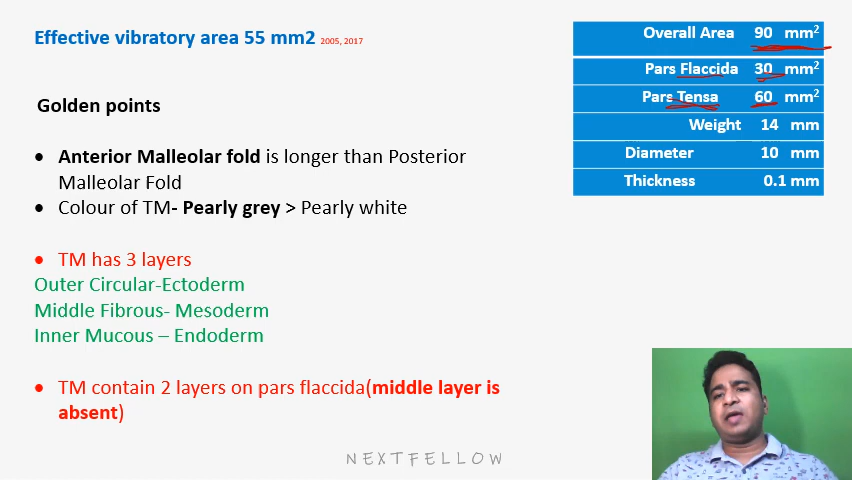 Effective vibratory area 55 mm2 2005, 2017
Golden points
• Anterior Malleolar fold is longer than Posterior
Malleolar Fold
• Colour of TM- Pearly grey > Pearly white
• TM has 3 layers
Outer Circular-Ectoderm
Middle Fibrous- Mesoderm
Inner Mucous – Endoderm
• TM contain 2 layers on pars flaccida(middle layer is
absent)
Overall Area 90 mm²
Pars Flaccida 30 mm²
Pars Tensa 60 mm²
Weight 14 mm
Diameter 10 mm
Thickness 0.1 mm
NEXTFELLOW